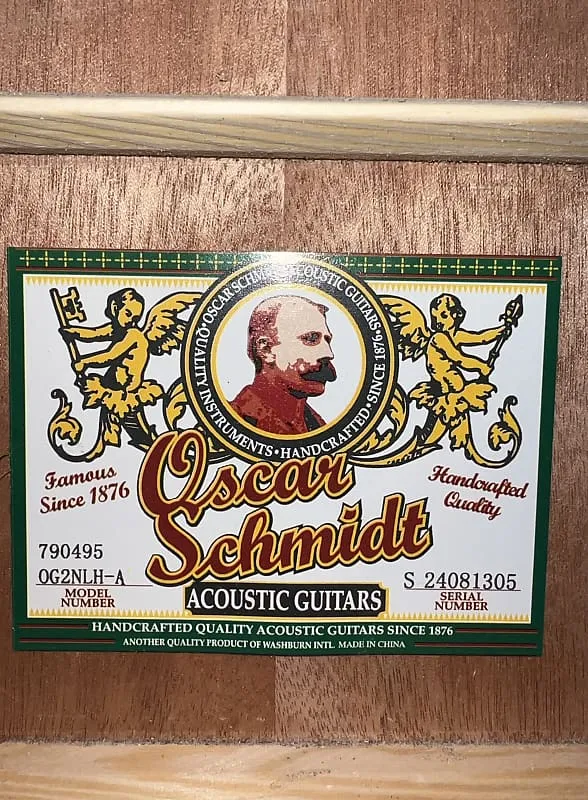 OSCAR SCHMIDT ACOUSTIC GUITARS • SINCE 1876 •
QUALITY INSTRUMENTS • HANDCRAFTED •
Famous
Since 1876
Oscar
Schmidt
Handcrafted
Quality
790495
OG2NLH-A
MODEL
NUMBER
ACOUSTIC GUITARS
S 24081305
SERIAL
NUMBER
HANDCRAFTED QUALITY ACOUSTIC GUITARS SINCE 1876
ANOTHER QUALITY PRODUCT OF WASHBURN INTL. MADE IN CHINA